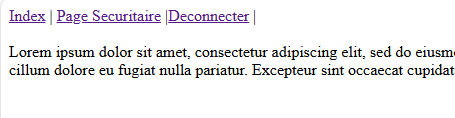 Index | Page Securitaire |Deconnecter |
Lorem ipsum dolor sit amet, consectetur adipiscing elit, sed do eiusm
cillum dolore eu fugiat nulla pariatur. Excepteur sint occaecat cupidat